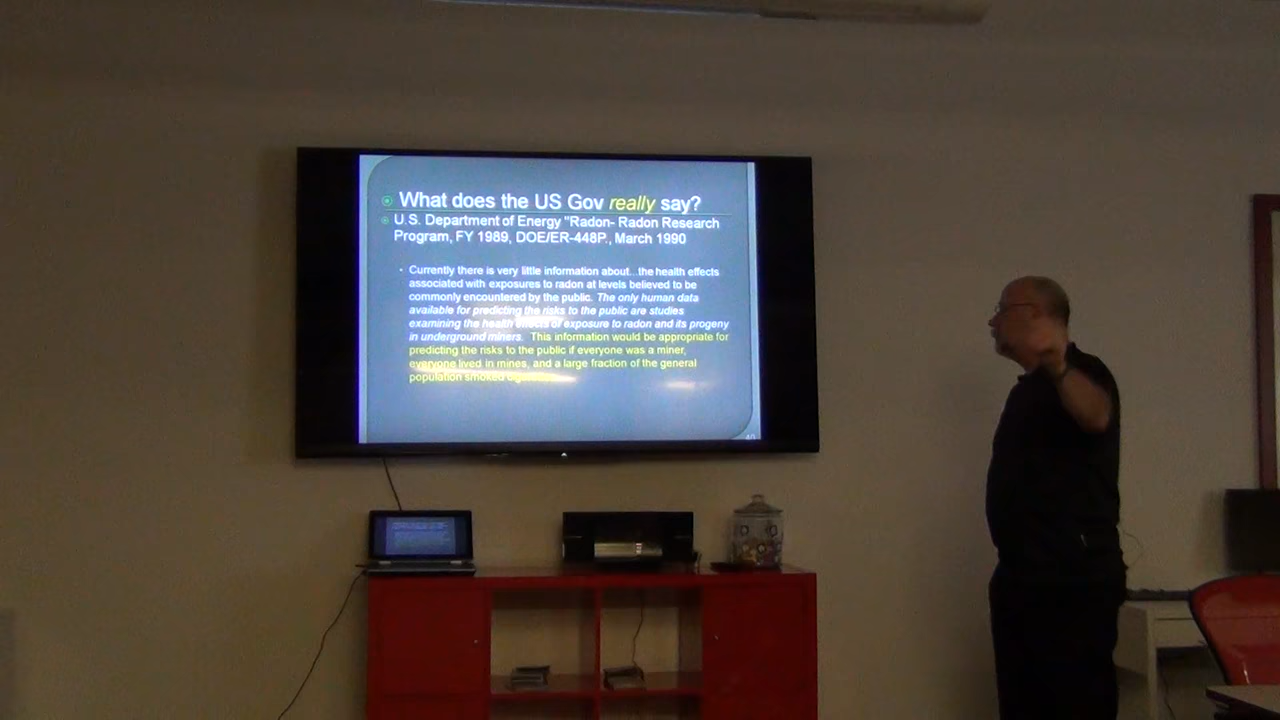 What does the US Gov really say?
U.S. Department of Energy "Radon- Radon Research
Program, FY 1989, DOE/ER-448P., March 1990
Currently there is very little information about...the health effects
associated with exposures to radon at levels believed to be
commonly encountered by the public. The only human data
available for predicting the risks to the public are studies
examining the health effects of exposure to radon and its progeny
in underground miners. This information would be appropriate for
predicting the risks to the public if everyone was a miner,
everyone lived in mines, and a large fraction of the general
population smoked